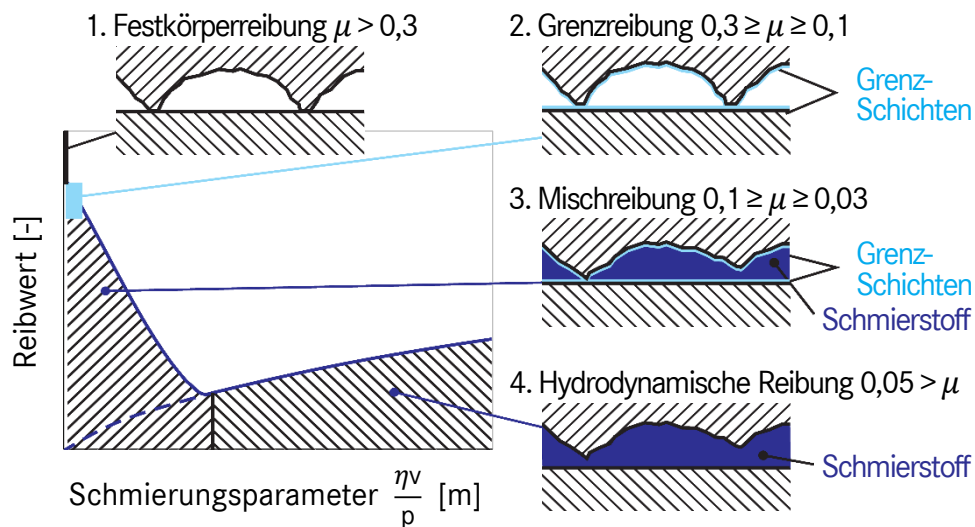 1. Festkörperreibung μ > 0,3
2. Grenzreibung 0,3 ≥ μ ≥ 0,1
Grenz-
Schichten
3. Mischreibung 0,1 ≥ μ ≥ 0,03
Grenz-
Schichten
Schmierstoff
4. Hydrodynamische Reibung 0,05 > μ
Schmierstoff
Reibwert [-]
Schmierungsparameter ηv/p [m]